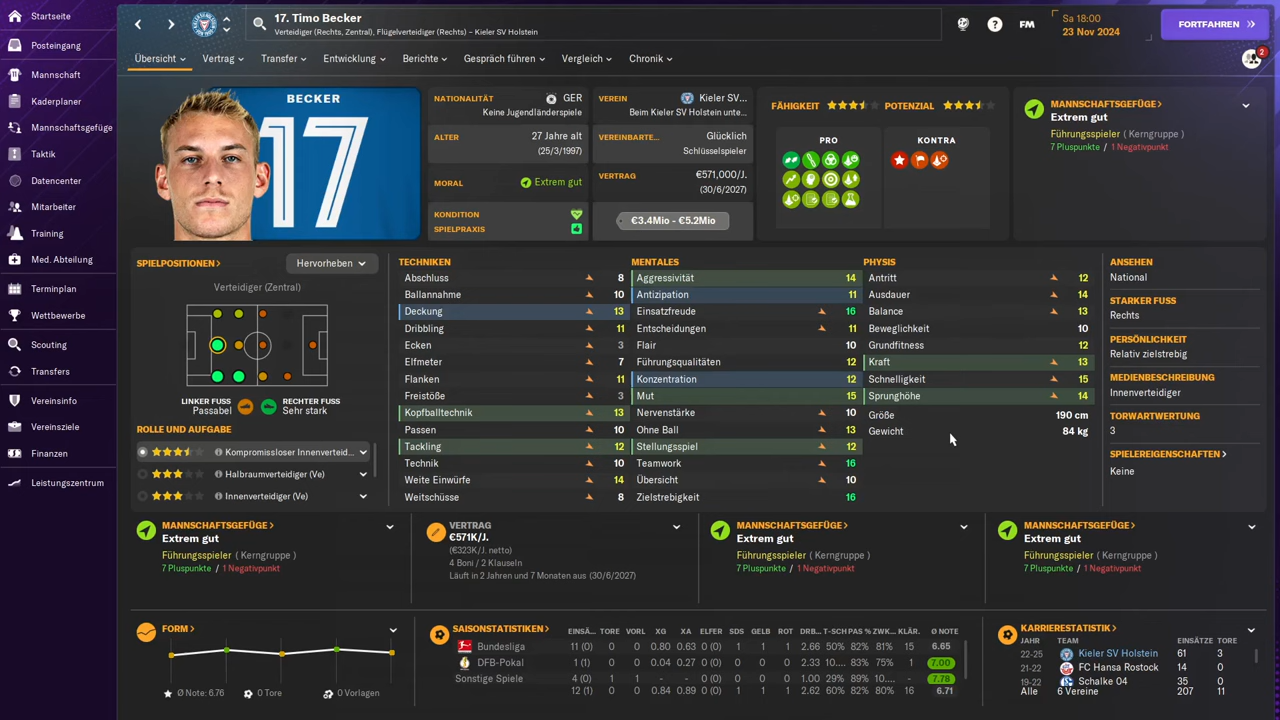 Startseite
Posteingang
Mannschaft
Kaderplaner
Mannschaftsgefüge
Taktik
Datencenter
Mitarbeiter
Training
Med. Abteilung
Terminplan
Wettbewerbe
Scouting
Transfers
Vereinsinfo
Vereinsziele
Finanzen
Leistungszentrum
17. Timo Becker
Verteidiger (Rechts, Zentral), Flügelverteidiger (Rechts) - Kieler SV Holstein
FM
Sa 18:00
23 Nov 2024
FORTFAHREN
2
Übersicht
Vertrag
Transfer
Entwicklung
Berichte
Gespräch führen
Vergleich
Chronik
BECKER
17
NATIONALITÄT GER
Keine Jugendländerspiele
ALTER 27 Jahre alt
(25/3/1997)
MORAL Extrem gut
KONDITION
SPIELPRAXIS
VEREIN Kieler SV...
Beim Kieler SV Holstein unte...
VEREINBARTE... Glücklich
Schlüsselspieler
VERTRAG €571,000/J.
(30/6/2027)
€3.4Mio - €5.2Mio
FÄHIGKEIT POTENZIAL
PRO KONTRA
MANNSCHAFTSGEFÜGE
Extrem gut
Führungsspieler ( Kerngruppe )
7 Pluspunkte / 1 Negativpunkt
SPIELPOSITIONEN
Hervorheben
Verteidiger (Zentral)
LINKER FUSS
Passabel
RECHTER FUSS
Sehr stark
ROLLE UND AUFGABE
Kompromissloser Innenverteid...
Halbraumverteidiger (Ve)
Innenverteidiger (Ve)
TECHNIKEN
Abschluss 8
Ballannahme 10
Deckung 13
Dribbling 11
Ecken 3
Elfmeter 7
Flanken 11
Freistöße 3
Kopfballtechnik 13
Passen 10
Tackling 12
Technik 10
Weite Einwürfe 14
Weitschüsse 8
MENTALES
Aggressivität 14
Antizipation 11
Einsatzfreude 16
Entscheidungen 11
Flair 10
Führungsqualitäten 12
Konzentration 12
Mut 15
Nervenstärke 10
Ohne Ball 13
Stellungsspiel 12
Teamwork 16
Übersicht 10
Zielstrebigkeit 16
PHYSIS
Antritt 12
Ausdauer 14
Balance 13
Beweglichkeit 10
Grundfitness 12
Kraft 13
Schnelligkeit 15
Sprunghöhe 14
Größe 190 cm
Gewicht 84 kg
ANSEHEN
National
STARKER FUSS
Rechts
PERSÖNLICHKEIT
Relativ zielstrebig
MEDIENBESCHREIBUNG
Innenverteidiger
TORWARTWERTUNG
3
SPIELEREIGENSCHAFTEN
Keine
MANNSCHAFTSGEFÜGE
Extrem gut
Führungsspieler ( Kerngruppe )
7 Pluspunkte / 1 Negativpunkt
VERTRAG
€571K/J.
(€323K/J. netto)
4 Boni / 2 Klauseln
Läuft in 2 Jahren und 7 Monaten aus (30/6/2027)
MANNSCHAFTSGEFÜGE
Extrem gut
Führungsspieler ( Kerngruppe )
7 Pluspunkte / 1 Negativpunkt
MANNSCHAFTSGEFÜGE
Extrem gut
Führungsspieler ( Kerngruppe )
7 Pluspunkte / 1 Negativpunkt
FORM
Ø Note: 6.76 0 Tore 0 Vorlagen
SAISONSTATISTIKEN EINSÄ... TORE VORL XG XA ELFER SDS GELB ROT DRB... T-SCH PAS % ZWK... KLÄR. Ø NOTE
Bundesliga 11 (0) 0 0 0.80 0.63 0 (0) 0 1 0 2.66 50% 82% 81% 15 6.65
DFB-Pokal 1 (1) 0 0 0.04 0.27 0 (0) 0 0 0 2.33 10.... 83% 75% 1 7.00
Sonstige Spiele 4 (0) 1 1 - - 0 (0) 1 0 0 1.00 29% 89% 10.... - 7.78
12 (1) 0 0 0.84 0.89 0 (0) 1 1 0 2.62 60% 82% 80% 16 6.71
KARRIERESTATISTIK
JAHR TEAM EINSÄTZE TORE
22-25 Kieler SV Holstein 61 3
21-22 FC Hansa Rostock 14 0
19-22 Schalke 04 35 0
Alle 6 Vereine 207 11